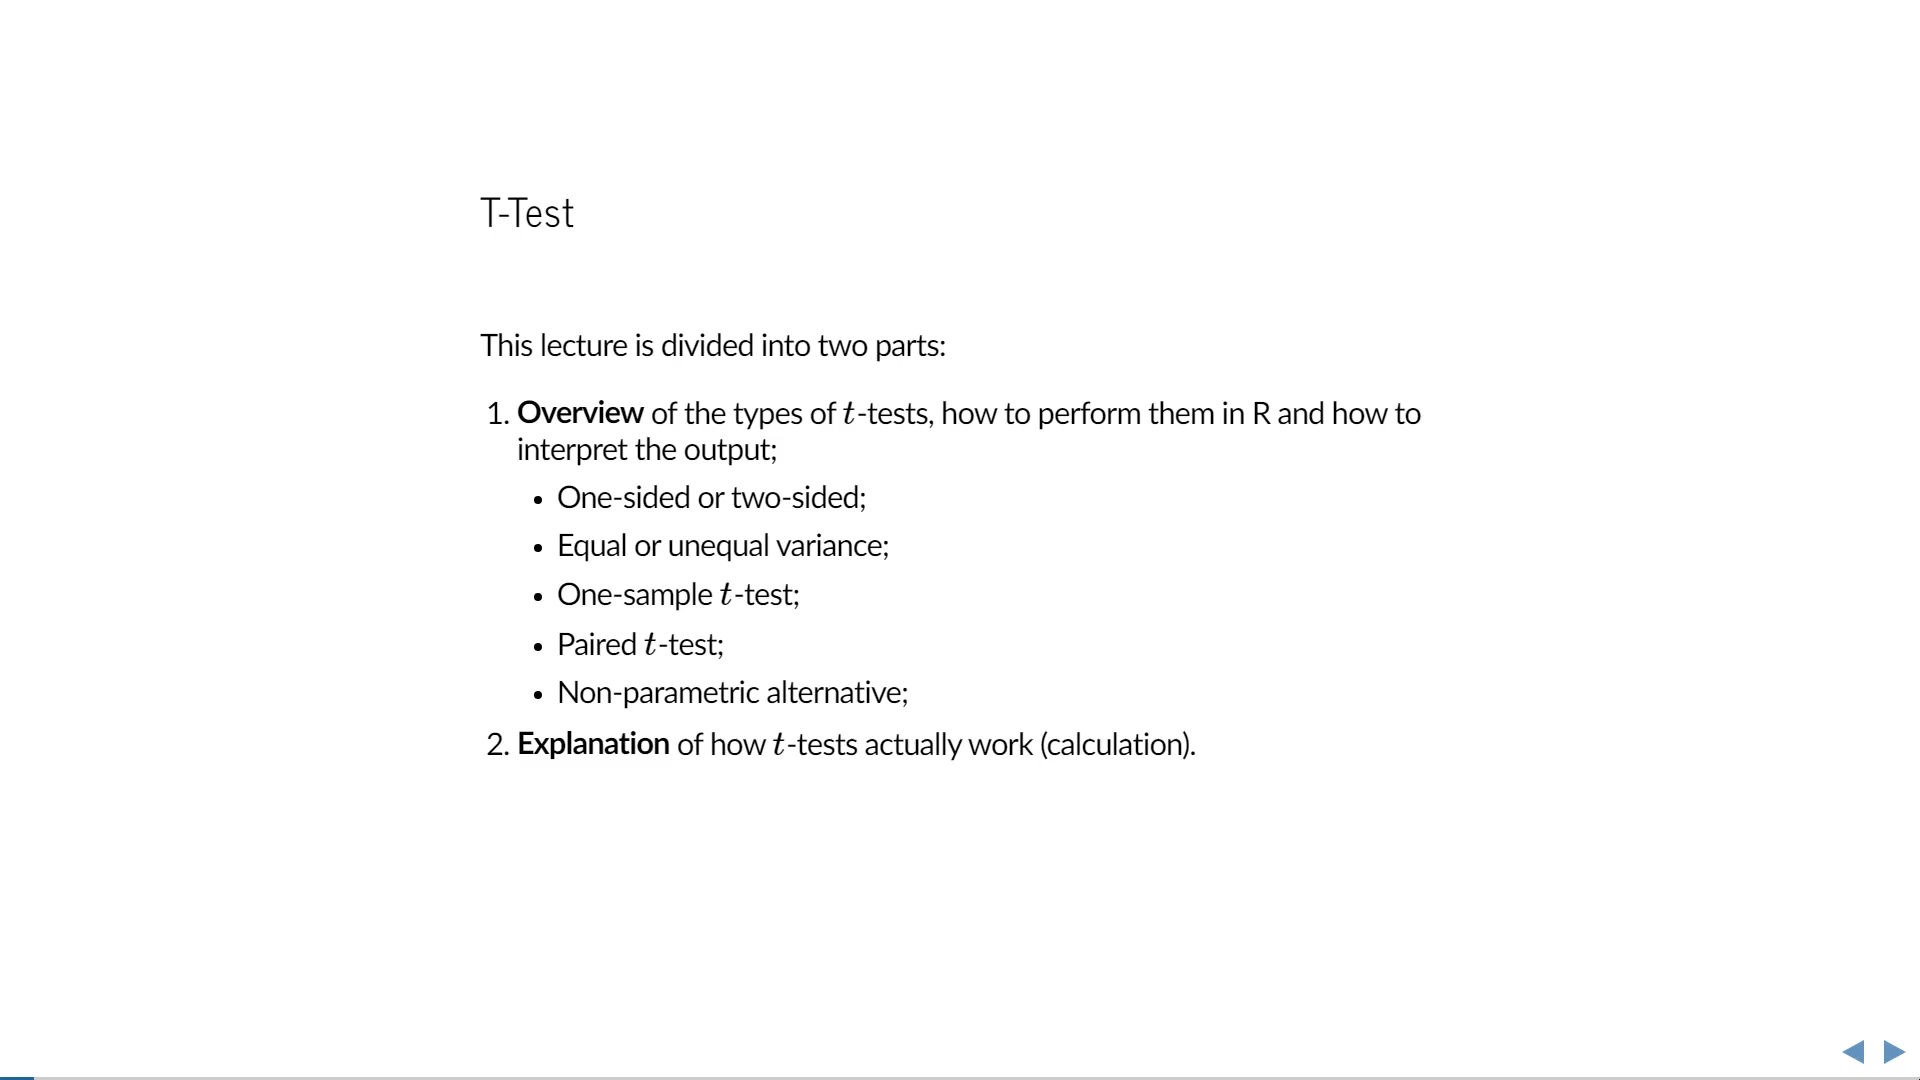 T-Test
This lecture is divided into two parts:
1. Overview of the types of t-tests, how to perform them in R and how to
interpret the output;
• One-sided or two-sided;
• Equal or unequal variance;
• One-sample t-test;
• Paired t-test;
• Non-parametric alternative;
2. Explanation of how t-tests actually work (calculation).